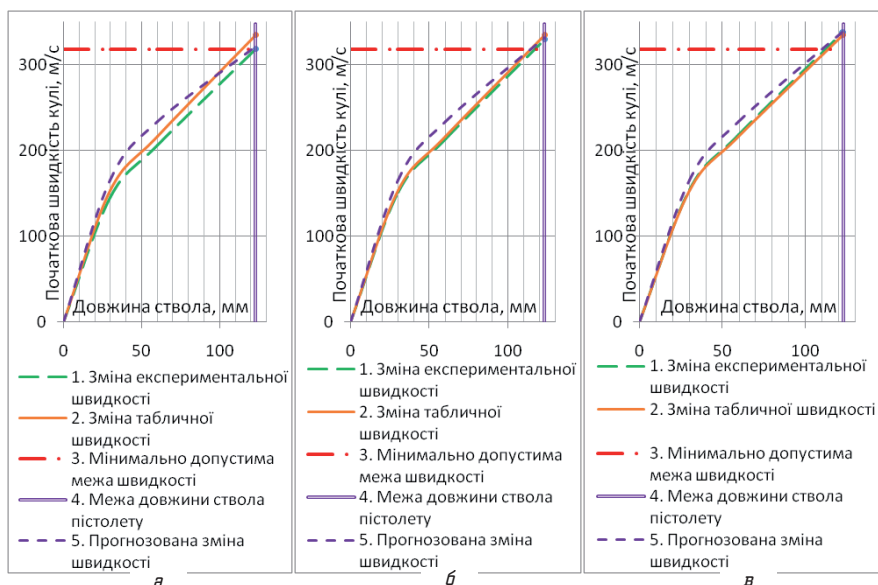 Початкова швидкість кулі, м/с
300
200
100
0
Довжина ствола, мм
0 50 100
1. Зміна експериментальної
швидкості
2. Зміна табличної
швидкості
3. Мінімально допустима
межа швидкості
4. Межа довжини ствола
пістолету
5. Прогнозована зміна
швидкості
а
Початкова швидкість кулі, м/с
300
200
100
0
Довжина ствола, мм
0 50 100
1. Зміна експериментальної
швидкості
2. Зміна табличної
швидкості
3. Мінімально допустима
межа швидкості
4. Межа довжини ствола
пістолету
5. Прогнозована зміна
швидкості
б
Початкова швидкість кулі, м/с
300
200
100
0
Довжина ствола, мм
0 50 100
1. Зміна експериментальної
швидкості
2. Зміна табличної швидкості
3. Мінімально допустима
межа швидкості
4. Межа довжини ствола
пістолету
5. Прогнозована зміна
швидкості
в